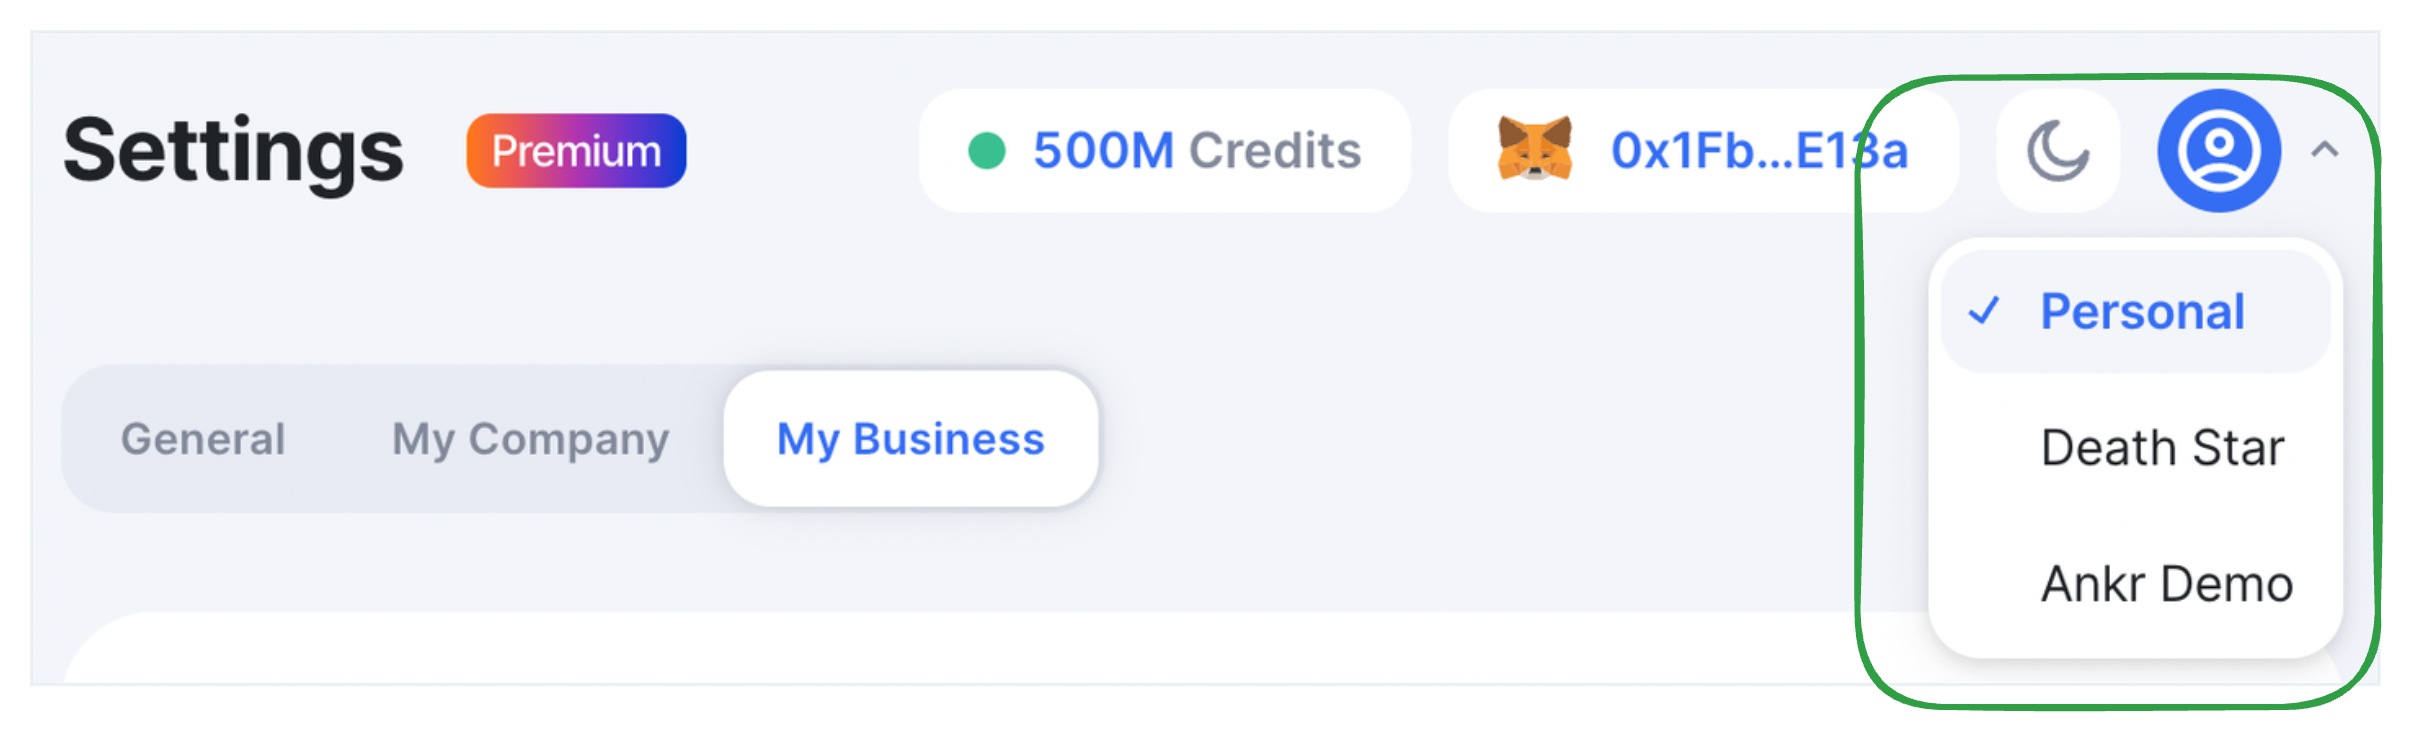 Settings
Premium
500M Credits
0x1Fb...E13a
Personal
Death Star
Ankr Demo
General
My Company
My Business